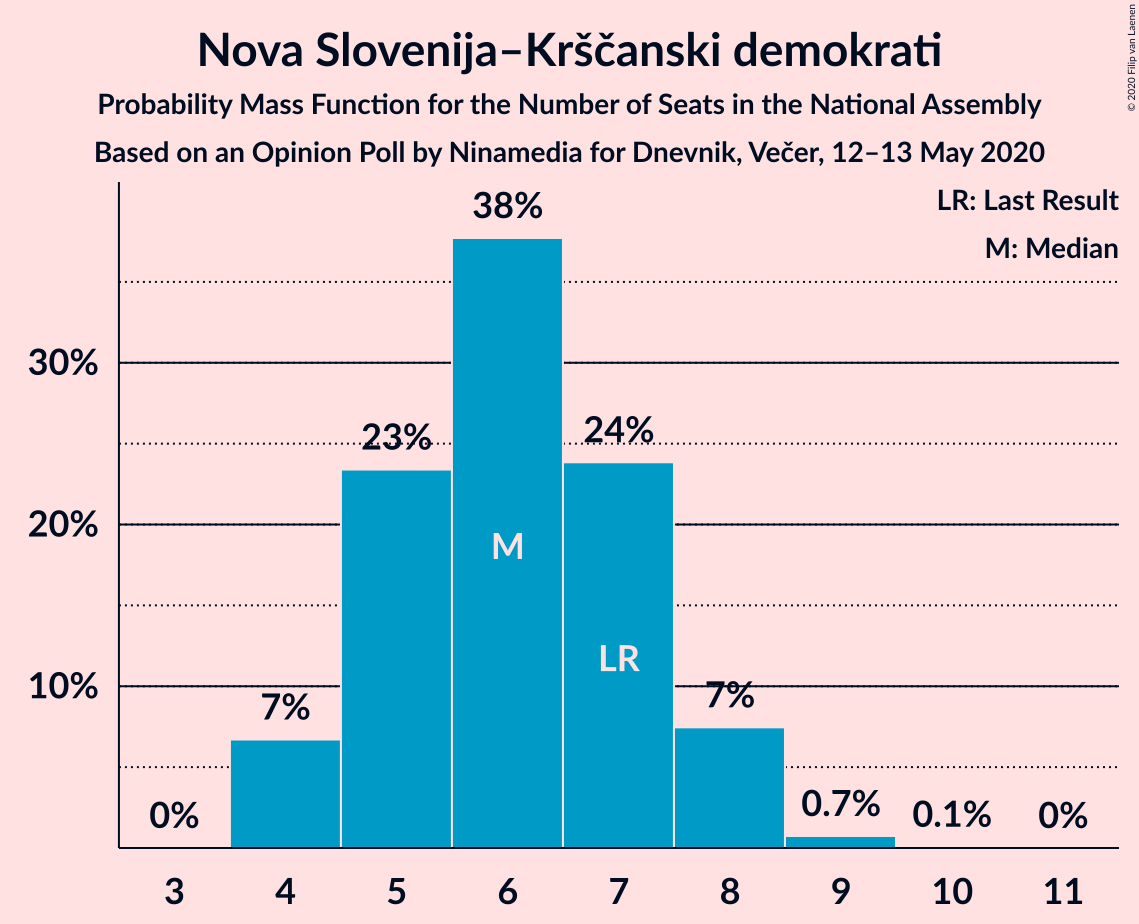 Nova Slovenija–Krščanski demokrati
Probability Mass Function for the Number of Seats in the National Assembly
Based on an Opinion Poll by Ninamedia for Dnevnik, Večer, 12–13 May 2020
© 2020 Filip van Laenen
LR: Last Result
M: Median
38%
30%
23%
24%
20%
M
LR
10%
7%
7%
0%
0.7%
0.1%
0%
3 4 5 6 7 8 9 10 11